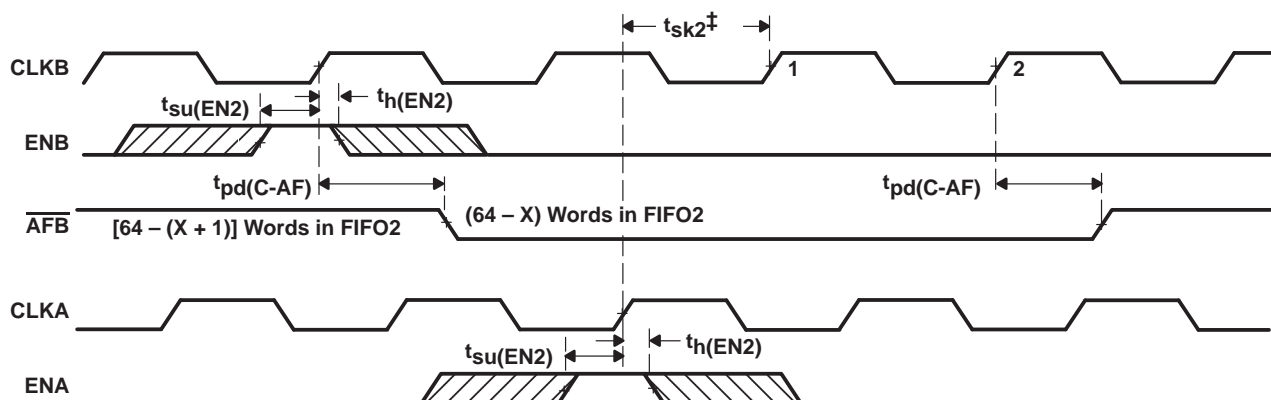 tsk2‡
CLKB
1
2
tsu(EN2)
th(EN2)
ENB
tpd(C-AF)
tpd(C-AF)
AFB
[64 – (X + 1)] Words in FIFO2
(64 – X) Words in FIFO2
CLKA
tsu(EN2)
th(EN2)
ENA